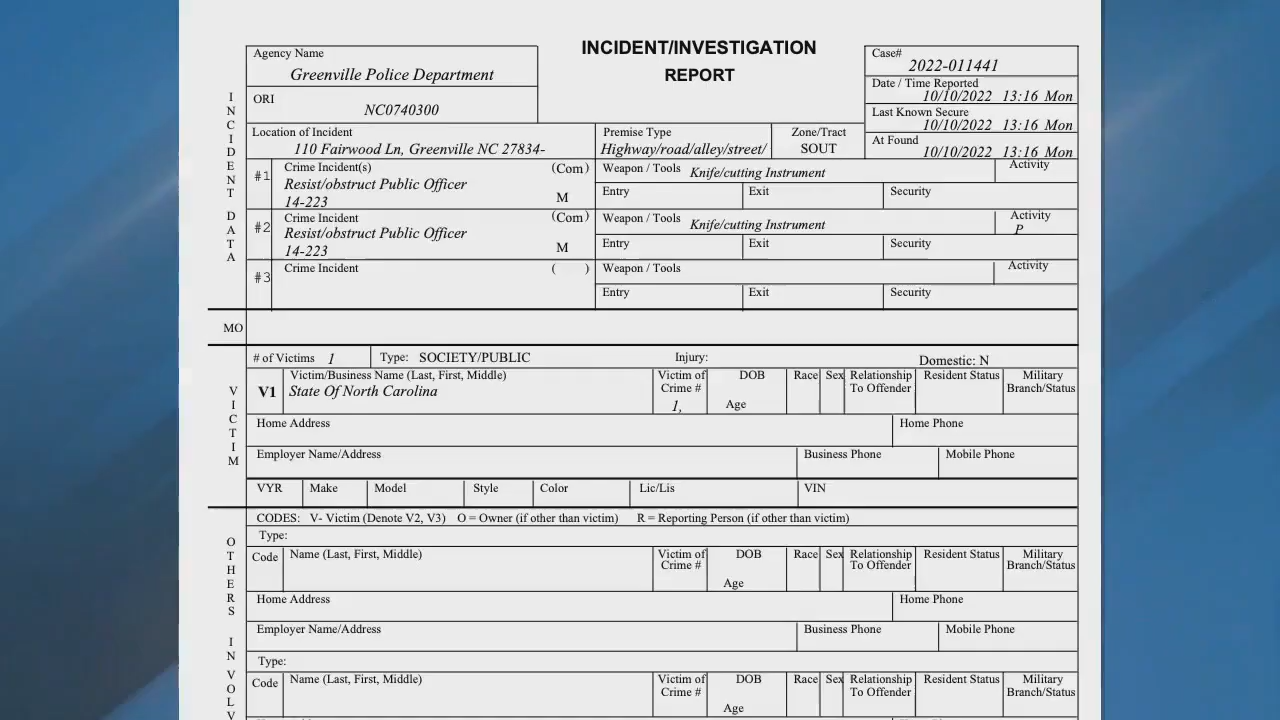 INCIDENT/INVESTIGATION
REPORT
Agency Name
Greenville Police Department
ORI
NC0740300
Case#
2022-011441
Date / Time Reported
10/10/2022 13:16 Mon
Last Known Secure
10/10/2022 13:16 Mon
At Found
10/10/2022 13:16 Mon
INCIDENT DATA
Location of Incident
110 Fairwood Ln, Greenville NC 27834-
Premise Type
Highway/road/alley/street/
Zone/Tract
SOUT
#1 Crime Incident(s) (Com)
Resist/obstruct Public Officer
14-223 M
Weapon / Tools Knife/cutting Instrument Activity
Entry Exit Security
#2 Crime Incident (Com)
Resist/obstruct Public Officer
14-223 M
Weapon / Tools Knife/cutting Instrument Activity
P
Entry Exit Security
#3 Crime Incident ( )
Weapon / Tools Activity
Entry Exit Security
MO
VICTIM
# of Victims 1 Type: SOCIETY/PUBLIC Injury: Domestic: N
V1 Victim/Business Name (Last, First, Middle)
State Of North Carolina
Victim of Crime #
1,
DOB
Age
Race Sex Relationship To Offender Resident Status Military Branch/Status
Home Address Home Phone
Employer Name/Address Business Phone Mobile Phone
VYR Make Model Style Color Lic/Lis VIN
OTHERS INVOLV
CODES: V- Victim (Denote V2, V3) O = Owner (if other than victim) R = Reporting Person (if other than victim)
Type:
Code Name (Last, First, Middle) Victim of Crime # DOB Age Race Sex Relationship To Offender Resident Status Military Branch/Status
Home Address Home Phone
Employer Name/Address Business Phone Mobile Phone
Type:
Code Name (Last, First, Middle) Victim of Crime # DOB Age Race Sex Relationship To Offender Resident Status Military Branch/Status